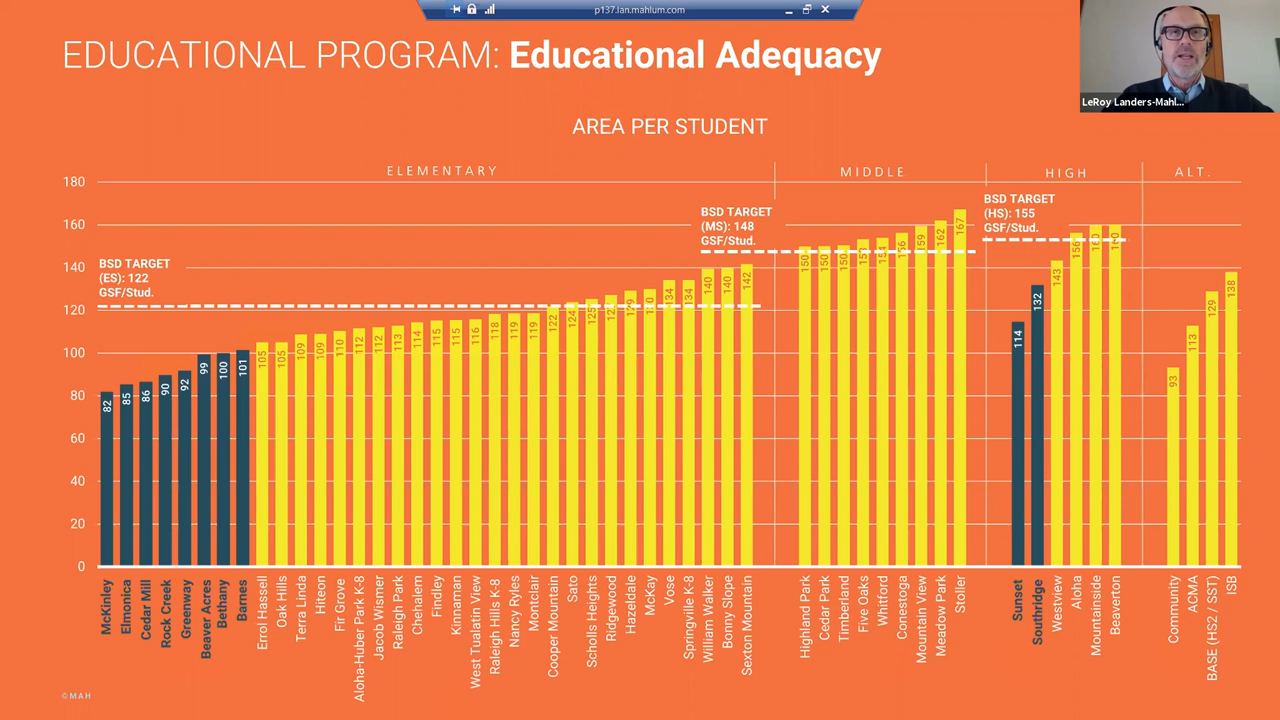 p137.lan.mahlum.com
EDUCATIONAL PROGRAM: Educational Adequacy
LeRoy Landers-Mahl...
AREA PER STUDENT
ELEMENTARY
MIDDLE
HIGH
ALT.
180
160
140
120
100
80
60
40
20
0
BSD TARGET
(ES): 122
GSF/Stud.
BSD TARGET
(MS): 148
GSF/Stud.
BSD TARGET
(HS): 155
GSF/Stud.
82
85
86
90
92
99
100
101
105
105
109
109
110
112
112
113
114
115
115
116
118
119
119
122
124
125
134
134
140
140
142
150
150
150
159
162
167
114
132
143
156
93
113
129
138
McKinley
Elmonica
Cedar Mill
Rock Creek
Greenway
Beaver Acres
Bethany
Barnes
Errol Hassell
Oak Hills
Terra Linda
Hiteon
Fir Grove
Aloha-Huber Park K-8
Jacob Wismer
Raleigh Park
Chehalem
Findley
Kinnaman
West Tualatin View
Raleigh Hills K-8
Nancy Ryles
Montclair
Cooper Mountain
Sato
Scholls Heights
Ridgewood
Hazeldale
McKay
Vose
Springville K-8
William Walker
Bonny Slope
Sexton Mountain
Highland Park
Cedar Park
Timberland
Five Oaks
Whitford
Conestoga
Mountain View
Meadow Park
Stoller
Sunset
Southridge
Westview
Aloha
Mountainside
Beaverton
Community
ACMA
BASE (HS2 / SST)
ISB
©MAH